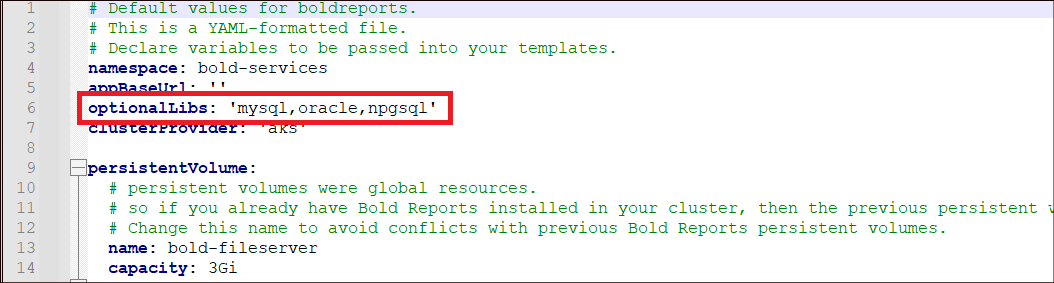 1 # Default values for boldreports.
2 # This is a YAML-formatted file.
3 # Declare variables to be passed into your templates.
4 namespace: bold-services
5 appBaseUrl: ''
6 optionalLibs: 'mysql,oracle,npgsql'
7 clusterProvider: 'aks'
8
9 persistentVolume:
10 # persistent volumes were global resources.
11 # so if you already have Bold Reports installed in your cluster, then the previous persistent v
12 # Change this name to avoid conflicts with previous Bold Reports persistent volumes.
13 name: bold-fileserver
14 capacity: 3Gi